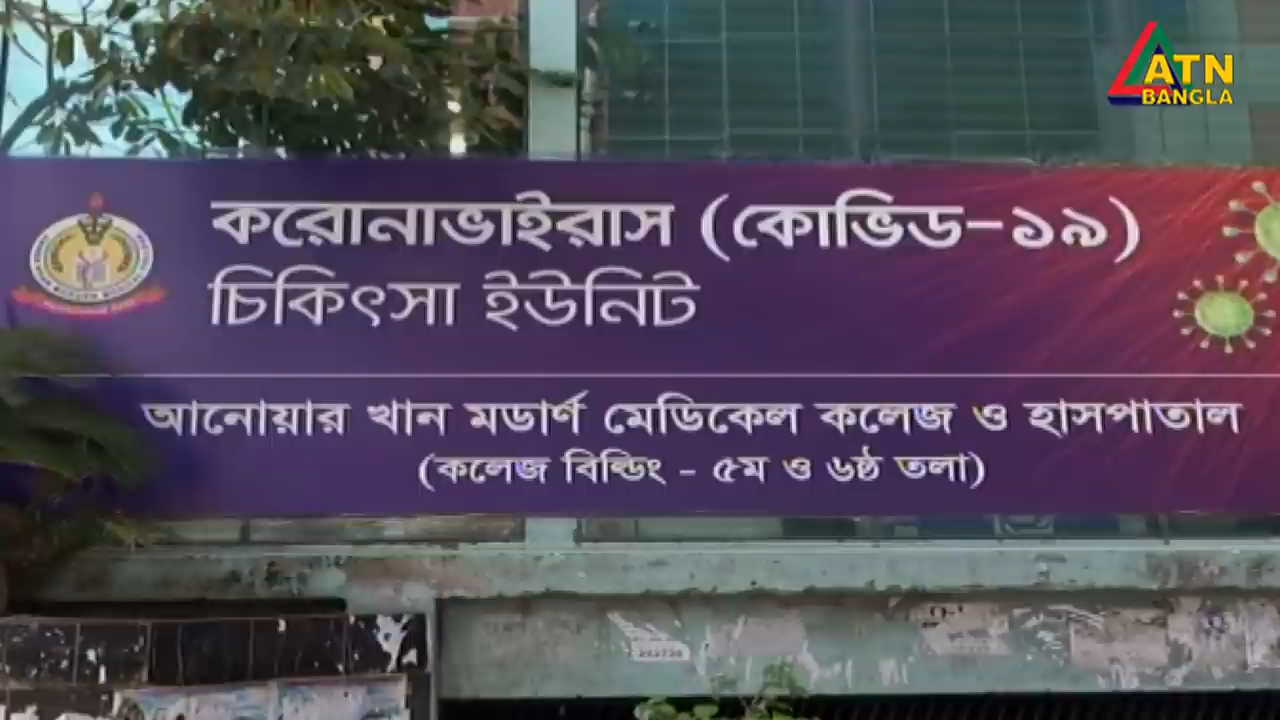 ATN
BANGLA
করোনাভাইরাস (কোভিড-১৯)
চিকিৎসা ইউনিট
আনোয়ার খান মডার্ণ মেডিকেল কলেজ ও হাসপাতাল
(কলেজ বিল্ডিং - ৫ম ও ৬ষ্ঠ তলা)